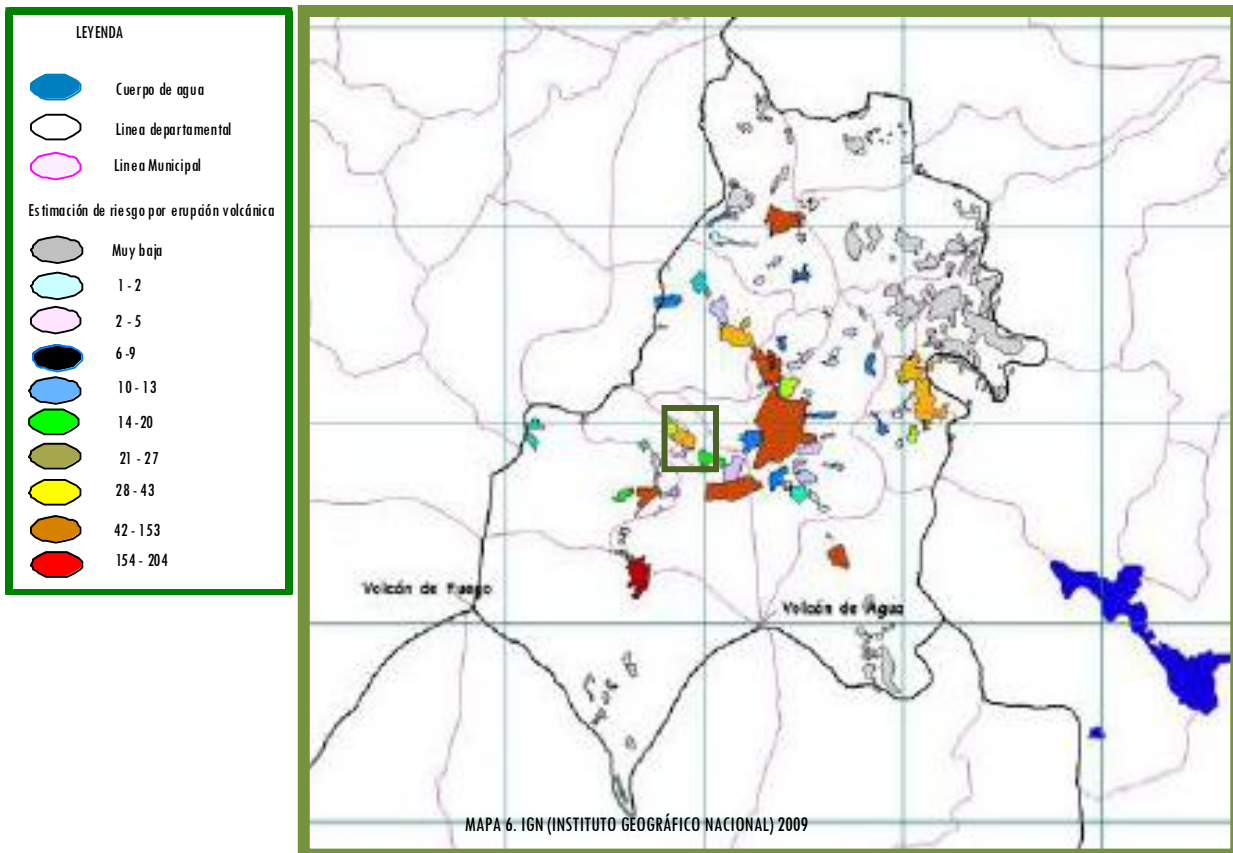 LEYENDA
Cuerpo de agua
Linea departamental
Linea Municipal
Estimación de riesgo por erupción volcánica
Muy baja
1 - 2
2 - 5
6 -9
10 - 13
14 -20
21 - 27
28 - 43
42 - 153
154 - 204
Volcán de Fuego
Volcán de Agua
MAPA 6. IGN (INSTITUTO GEOGRÁFICO NACIONAL) 2009